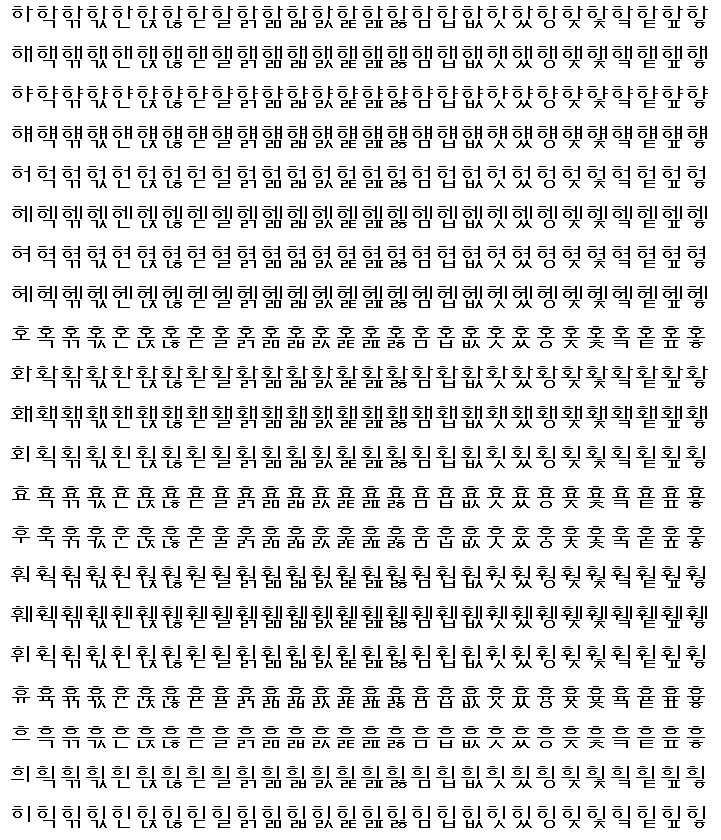 하학핚핛한핝핞핟할핡핢핣핤핥핦핧함합핪핫핬항핮핯핰핱핲핳
해핵핶핷핸핹핺핻핼핽핾핿햀햁햂햃햄햅햆햇했행햊햋햌햍햎햏
햐햑햒햓햔햕햖햗햘햙햚햛햜햝햞햟햠햡햢햣햤향햦햧햨햩햪햫
햬햭햮햯햰햱햲햳햴햵햶햷햸햹햺햻햼햽햾햿헀헁헂헃헄헅헆헇
허헉헊헋헌헍헎헏헐헑헒헓헔헕헖헗험헙헚헛헜헝헞헟헠헡헢헣
헤헥헦헧헨헩헪헫헬헭헮헯헰헱헲헳헴헵헶헷헸헹헺헻헼헽헾헿
혀혁혂혃현혅혆혇혈혉혊혋혌혍혎혏혐협혒혓혔형혖혗혘혙혚혛
혜혝혞혟혠혡혢혣혤혥혦혧혨혩혪혫혬혭혮혯혰혱혲혳혴혵혶혷
호혹혺혻혼혽혾혿홀홁홂홃홄홅홆홇홈홉홊홋홌홍홎홏홐홑홒홓
화확홖홗환홙홚홛활홝홞홟홠홡홢홣홤홥홦홧홨황홪홫홬홭홮홯
홰홱홲홳홴홵홶홷홸홹홺홻홼홽홾홿횀횁횂횃횄횅횆횇횈횉횊횋
회획횎횏횐횑횒횓횔횕횖횗횘횙횚횛횜횝횞횟횠횡횢횣횤횥횦횧
효횩횪횫횬횭횮횯횰횱횲횳횴횵횶횷횸횹횺횻횼횽횾횿훀훁훂훃
후훅훆훇훈훉훊훋훌훍훎훏훐훑훒훓훔훕훖훗훘훙훚훛훜훝훞훟
훠훡훢훣훤훥훦훧훨훩훪훫훬훭훮훯훰훱훲훳훴훵훶훷훸훹훺훻
훼훽훾훿휀휁휂휃휄휅휆휇휈휉휊휋휌휍휎휏휐휑휒휓휔휕휖휗
휘휙휚휛휜휝휞휟휠휡휢휣휤휥휦휧휨휩휪휫휬휭휮휯휰휱휲휳
휴휵휶휷휸휹휺휻휼휽휾휿흀흁흂흃흄흅흆흇흈흉흊흋흌흍흎흏
흐흑흒흓흔흕흖흗흘흙흚흛흜흝흞흟흠흡흢흣흤흥흦흧흨흩흪흫
희흭흮흯흰흱흲흳흴흵흶흷흸흹흺흻흼흽흾흿힀힁힂힃힄힅힆힇
히힉힊힋힌힍힎힏힐힑힒힓힔힕힖힗힘힙힚힛힜힝힞힟힠힡힢힣